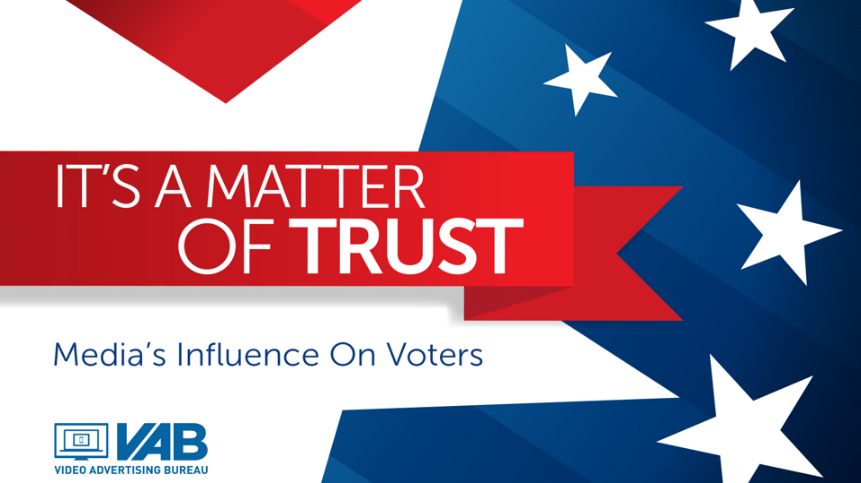 IT'S A MATTER
OF TRUST
Media's Influence On Voters
VAB
VIDEO ADVERTISING BUREAU